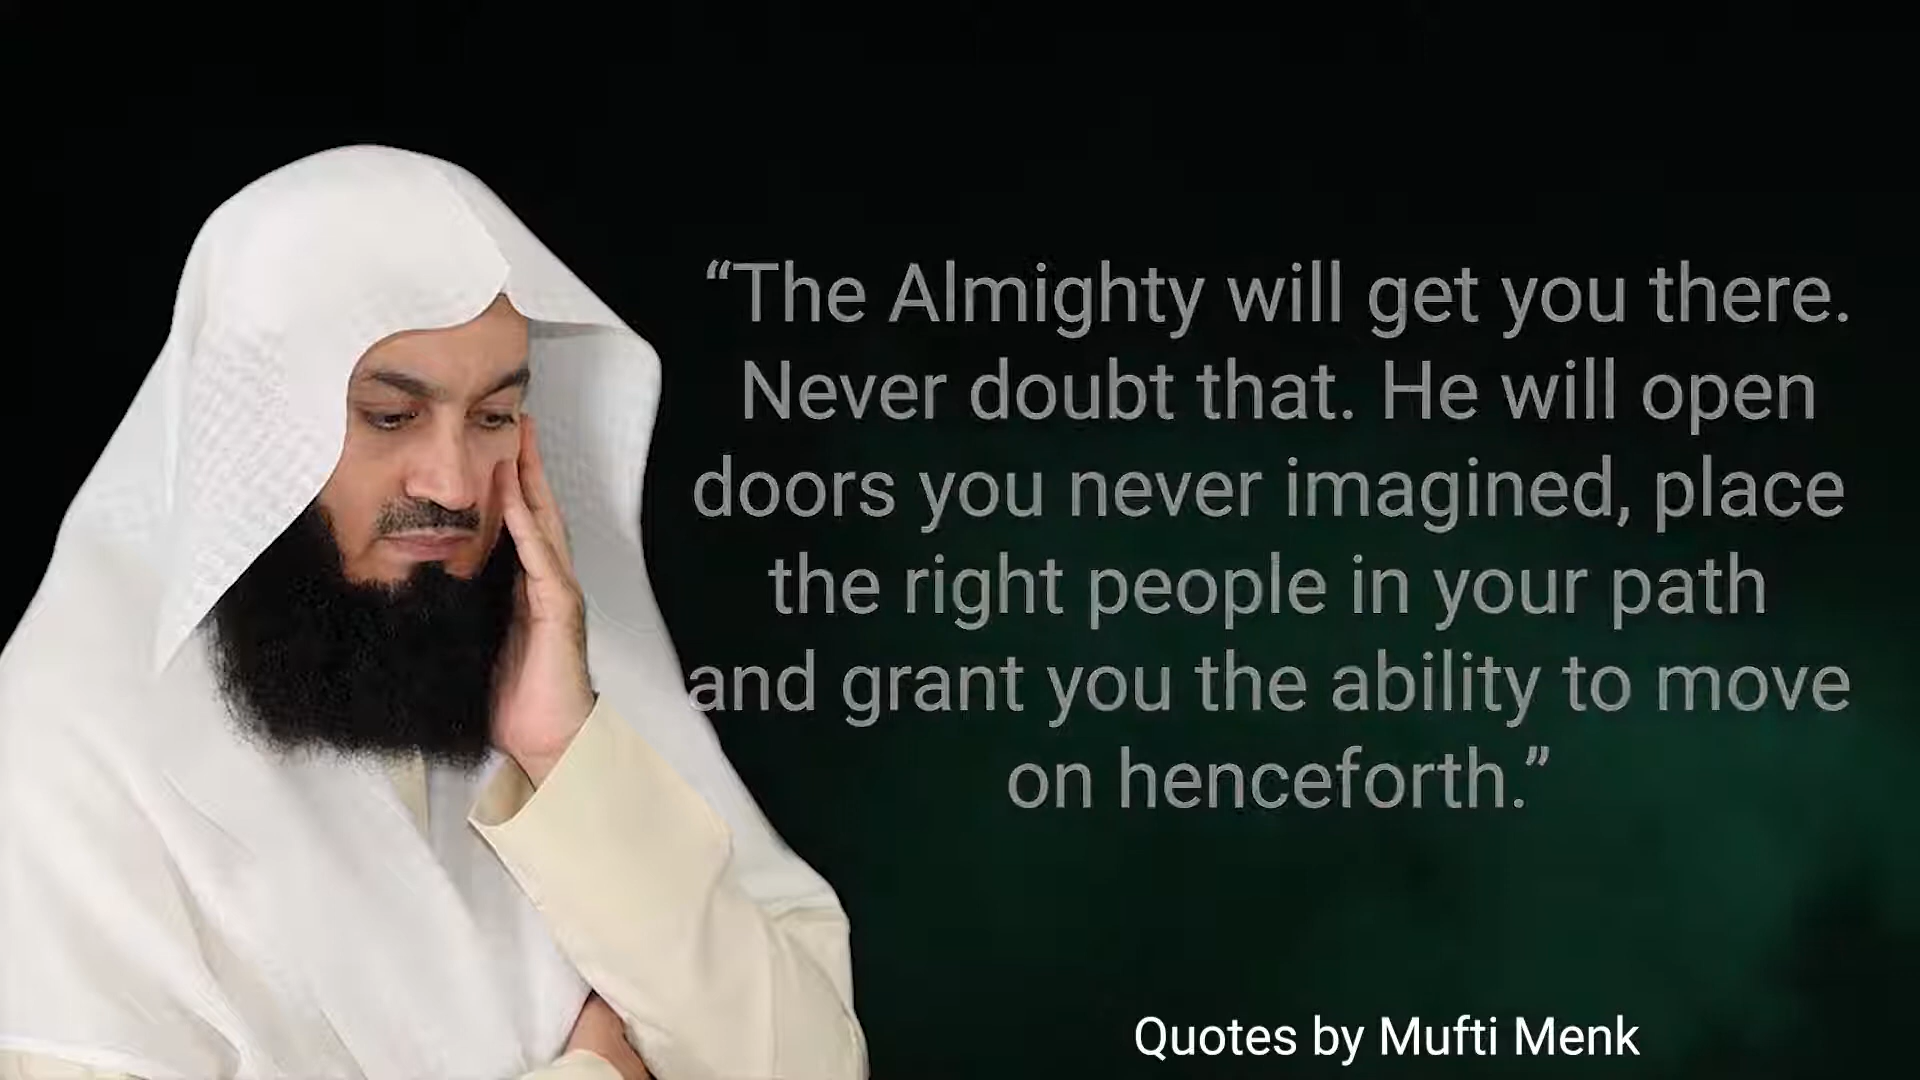 “The Almighty will get you there.
Never doubt that. He will open
doors you never imagined, place
the right people in your path
and grant you the ability to move
on henceforth.”
Quotes by Mufti Menk